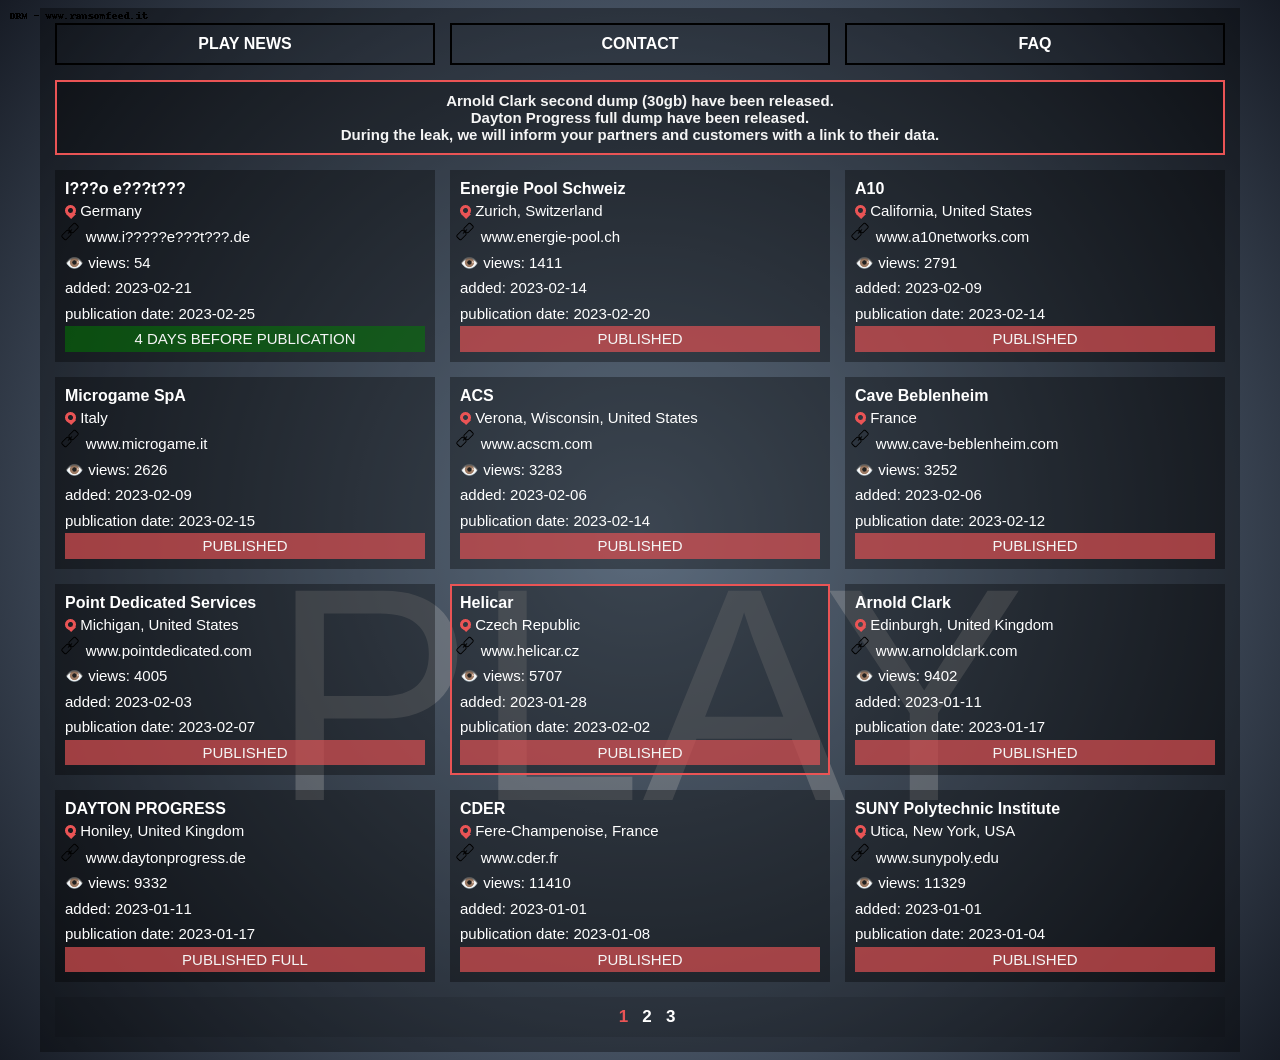 DRM - www.ransomfeed.it
PLAY NEWS
CONTACT
FAQ
Arnold Clark second dump (30gb) have been released.
Dayton Progress full dump have been released.
During the leak, we will inform your partners and customers with a link to their data.
I???o e???t???
Germany
www.i?????e???t???.de
views: 54
added: 2023-02-21
publication date: 2023-02-25
4 DAYS BEFORE PUBLICATION
Energie Pool Schweiz
Zurich, Switzerland
www.energie-pool.ch
views: 1411
added: 2023-02-14
publication date: 2023-02-20
PUBLISHED
A10
California, United States
www.a10networks.com
views: 2791
added: 2023-02-09
publication date: 2023-02-14
PUBLISHED
Microgame SpA
Italy
www.microgame.it
views: 2626
added: 2023-02-09
publication date: 2023-02-15
PUBLISHED
ACS
Verona, Wisconsin, United States
www.acscm.com
views: 3283
added: 2023-02-06
publication date: 2023-02-14
PUBLISHED
Cave Beblenheim
France
www.cave-beblenheim.com
views: 3252
added: 2023-02-06
publication date: 2023-02-12
PUBLISHED
Point Dedicated Services
Michigan, United States
www.pointdedicated.com
views: 4005
added: 2023-02-03
publication date: 2023-02-07
PUBLISHED
Helicar
Czech Republic
www.helicar.cz
views: 5707
added: 2023-01-28
publication date: 2023-02-02
PUBLISHED
Arnold Clark
Edinburgh, United Kingdom
www.arnoldclark.com
views: 9402
added: 2023-01-11
publication date: 2023-01-17
PUBLISHED
PLAY
DAYTON PROGRESS
Honiley, United Kingdom
www.daytonprogress.de
views: 9332
added: 2023-01-11
publication date: 2023-01-17
PUBLISHED FULL
CDER
Fere-Champenoise, France
www.cder.fr
views: 11410
added: 2023-01-01
publication date: 2023-01-08
PUBLISHED
SUNY Polytechnic Institute
Utica, New York, USA
www.sunypoly.edu
views: 11329
added: 2023-01-01
publication date: 2023-01-04
PUBLISHED
1 2 3